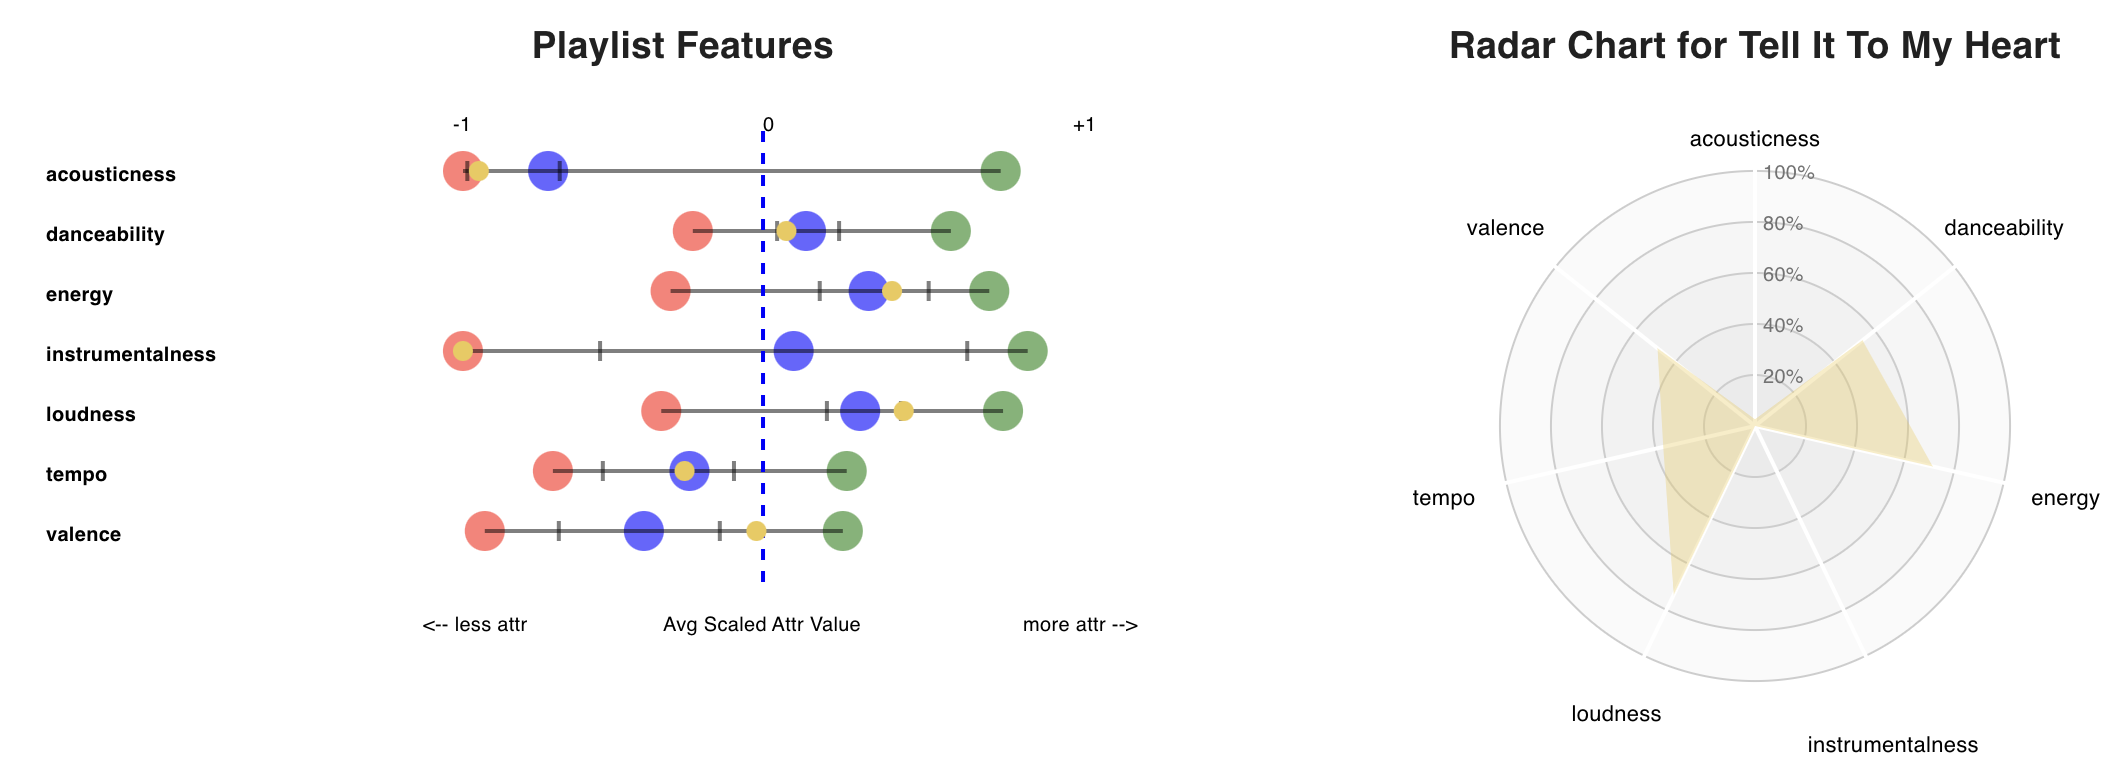 Playlist Features
-1 0 +1
acousticness
danceability
energy
instrumentalness
loudness
tempo
valence
<-- less attr Avg Scaled Attr Value more attr -->
Radar Chart for Tell It To My Heart
acousticness
100%
valence
80%
danceability
60%
40%
20%
tempo
energy
loudness
instrumentalness